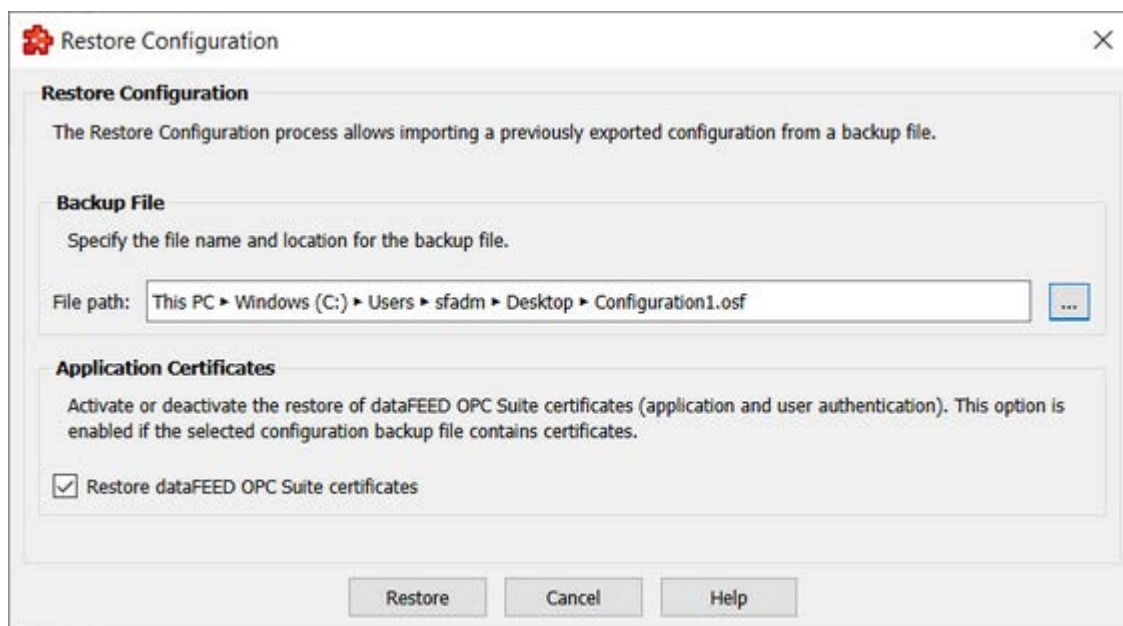 Restore Configuration
Restore Configuration
The Restore Configuration process allows importing a previously exported configuration from a backup file.
Backup File
Specify the file name and location for the backup file.
File path: This PC ▸ Windows (C:) ▸ Users ▸ sfadm ▸ Desktop ▸ Configuration1.osf ...
Application Certificates
Activate or deactivate the restore of dataFEED OPC Suite certificates (application and user authentication). This option is
enabled if the selected configuration backup file contains certificates.
Restore dataFEED OPC Suite certificates
Restore Cancel Help